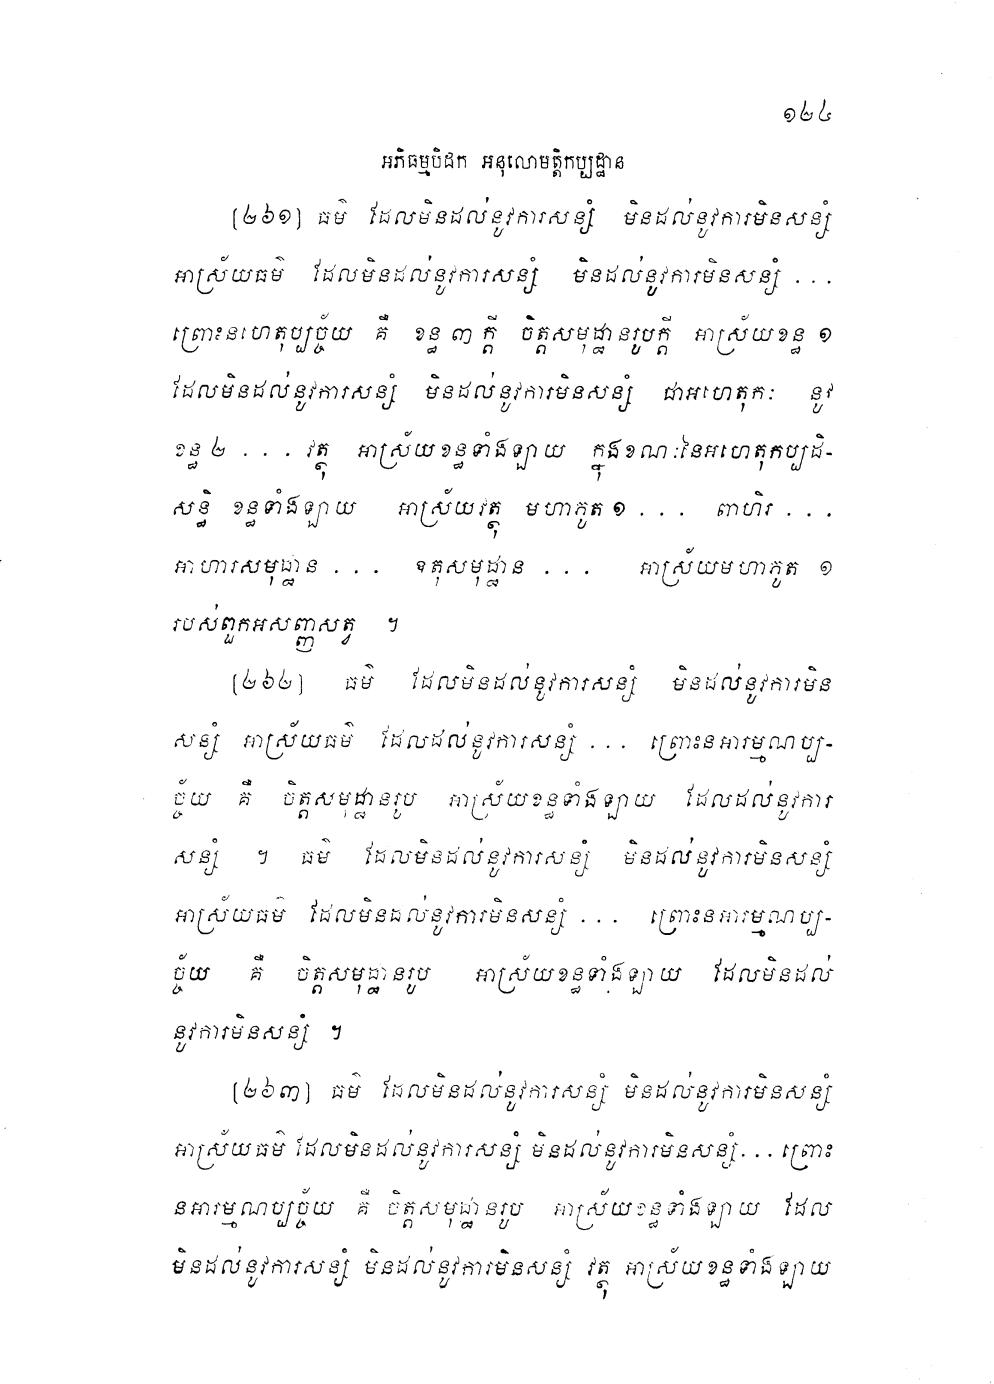 ១២៤
អភិធម្មបិដក អនុលោមត្តិកប្បដ្ឋាន
[២៦១] ធម៌ ដែលមិនដល់នូវការសន្សំ មិនដល់នូវការមិនសន្សំ
អាស្រ័យធម៌ ដែលមិនដល់នូវការសន្សំ មិនដល់នូវការមិនសន្សំ ...
ព្រោះនហេតុប្បច្ច័យ គឺ ខន្ធ ៣ ក្តី ចិត្តសមុដ្ឋានរូបក្តី អាស្រ័យខន្ធ ១
ដែលមិនដល់នូវការសន្សំ មិនដល់នូវការមិនសន្សំ ជាអហេតុកៈ នូវ
ខន្ធ ២ ... វត្ថុ អាស្រ័យខន្ធទាំងឡាយ ក្នុងខណៈនៃអហេតុកប្បដិ-
សន្ធិ ខន្ធទាំងឡាយ អាស្រ័យវត្ថុ មហាភូត ១ ... ពាហិរ ...
អាហារសមុដ្ឋាន ... ឧតុសមុដ្ឋាន ... អាស្រ័យមហាភូត ១
របស់ពួកអសញ្ញសត្វ ។
[២៦២] ធម៌ ដែលមិនដល់នូវការសន្សំ មិនដល់នូវការមិន
សន្សំ អាស្រ័យធម៌ ដែលដល់នូវការសន្សំ ... ព្រោះនអារម្មណប្ប-
ច្ច័យ គឺ ចិត្តសមុដ្ឋានរូប អាស្រ័យខន្ធទាំងឡាយ ដែលដល់នូវការ
សន្សំ ។ ធម៌ ដែលមិនដល់នូវការសន្សំ មិនដល់នូវការមិនសន្សំ
អាស្រ័យធម៌ ដែលមិនដល់នូវការមិនសន្សំ ... ព្រោះនអារម្មណប្ប-
ច្ច័យ គឺ ចិត្តសមុដ្ឋានរូប អាស្រ័យខន្ធទាំងឡាយ ដែលមិនដល់
នូវការមិនសន្សំ ។
[២៦៣] ធម៌ ដែលមិនដល់នូវការសន្សំ មិនដល់នូវការមិនសន្សំ
អាស្រ័យធម៌ ដែលមិនដល់នូវការសន្សំ មិនដល់នូវការមិនសន្សំ ... ព្រោះ
នអារម្មណប្បច្ច័យ គឺ ចិត្តសមុដ្ឋានរូប អាស្រ័យខន្ធទាំងឡាយ ដែល
មិនដល់នូវការសន្សំ មិនដល់នូវការមិនសន្សំ វត្ថុ អាស្រ័យខន្ធទាំងឡាយ